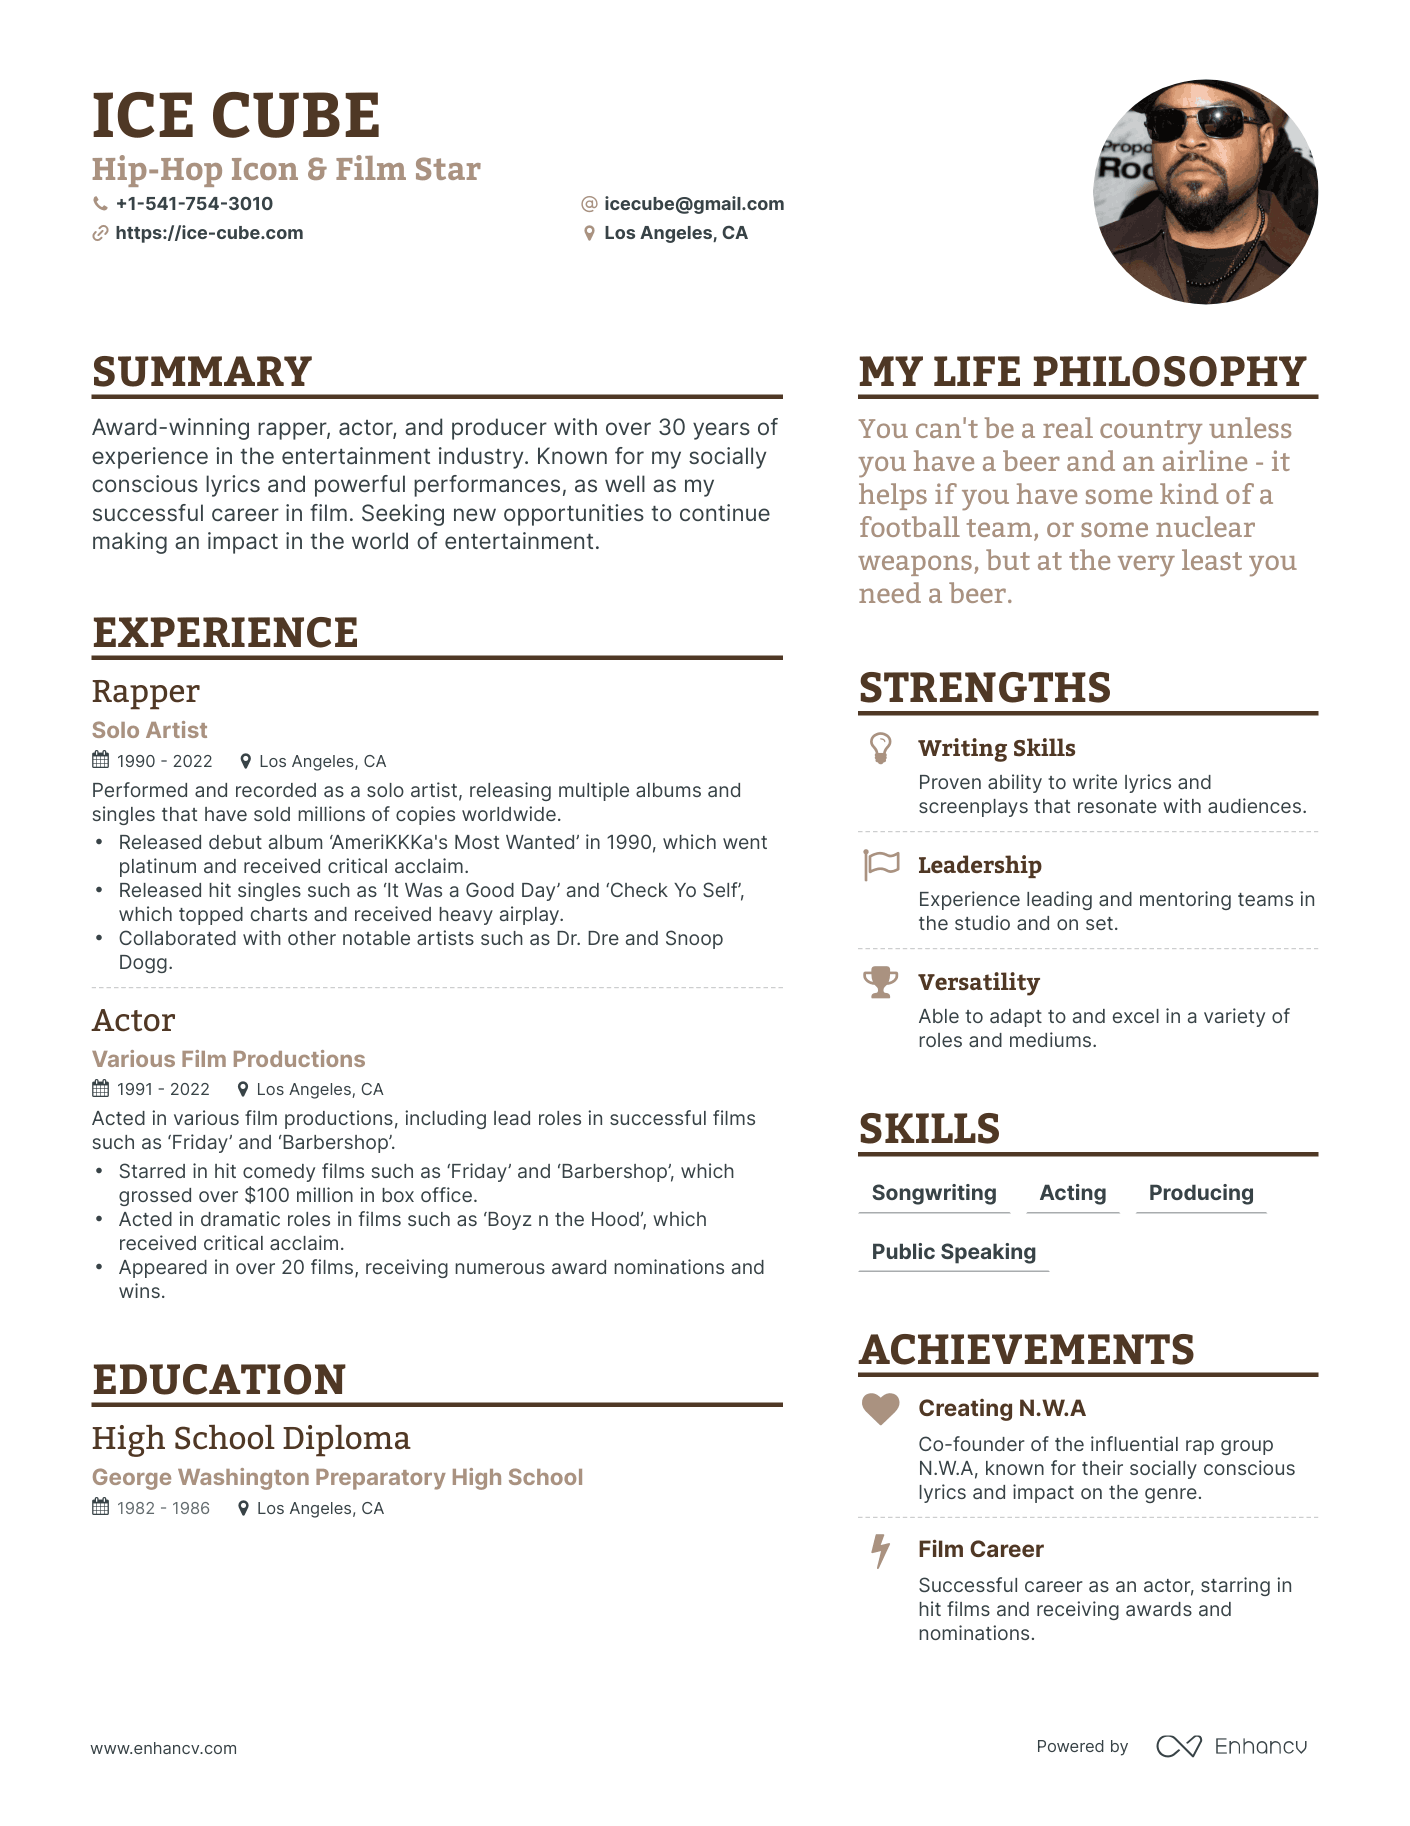 ICE CUBE
Hip-Hop Icon & Film Star
+1-541-754-3010
icecube@gmail.com
https://ice-cube.com
Los Angeles, CA
Propo
Roc
SUMMARY
Award-winning rapper, actor, and producer with over 30 years of
experience in the entertainment industry. Known for my socially
conscious lyrics and powerful performances, as well as my
successful career in film. Seeking new opportunities to continue
making an impact in the world of entertainment.
EXPERIENCE
Rapper
Solo Artist
1990 - 2022 Los Angeles, CA
Performed and recorded as a solo artist, releasing multiple albums and
singles that have sold millions of copies worldwide.
• Released debut album ‘AmeriKKKa's Most Wanted’ in 1990, which went
platinum and received critical acclaim.
• Released hit singles such as ‘It Was a Good Day’ and ‘Check Yo Self’,
which topped charts and received heavy airplay.
• Collaborated with other notable artists such as Dr. Dre and Snoop
Dogg.
Actor
Various Film Productions
1991 - 2022 Los Angeles, CA
Acted in various film productions, including lead roles in successful films
such as ‘Friday’ and ‘Barbershop’.
• Starred in hit comedy films such as ‘Friday’ and ‘Barbershop’, which
grossed over $100 million in box office.
• Acted in dramatic roles in films such as ‘Boyz n the Hood’, which
received critical acclaim.
• Appeared in over 20 films, receiving numerous award nominations and
wins.
EDUCATION
High School Diploma
George Washington Preparatory High School
1982 - 1986 Los Angeles, CA
MY LIFE PHILOSOPHY
You can't be a real country unless
you have a beer and an airline - it
helps if you have some kind of a
football team, or some nuclear
weapons, but at the very least you
need a beer.
STRENGTHS
Writing Skills
Proven ability to write lyrics and
screenplays that resonate with audiences.
Leadership
Experience leading and mentoring teams in
the studio and on set.
Versatility
Able to adapt to and excel in a variety of
roles and mediums.
SKILLS
Songwriting Acting Producing
Public Speaking
ACHIEVEMENTS
Creating N.W.A
Co-founder of the influential rap group
N.W.A, known for their socially conscious
lyrics and impact on the genre.
Film Career
Successful career as an actor, starring in
hit films and receiving awards and
nominations.
www.enhancv.com
Powered by Enhancv